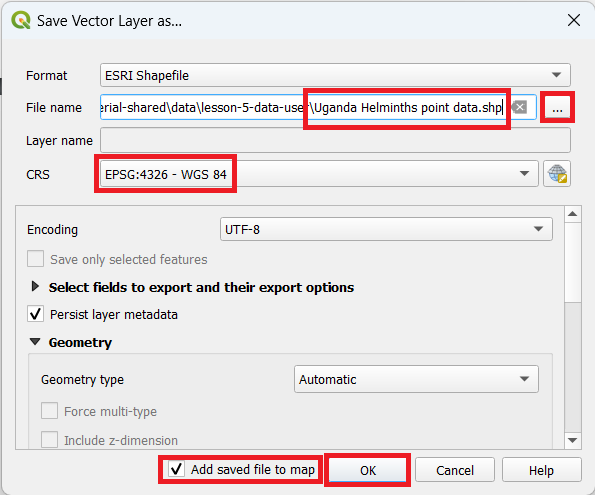 Save Vector Layer as...
Format ESRI Shapefile
File name erial-shared\data\lesson-5-data-user\Uganda Helminths point data.shp ...
Layer name
CRS EPSG:4326 - WGS 84
Encoding UTF-8
Save only selected features
Select fields to export and their export options
Persist layer metadata
Geometry
Geometry type Automatic
Force multi-type
Include z-dimension
Add saved file to map OK Cancel Help